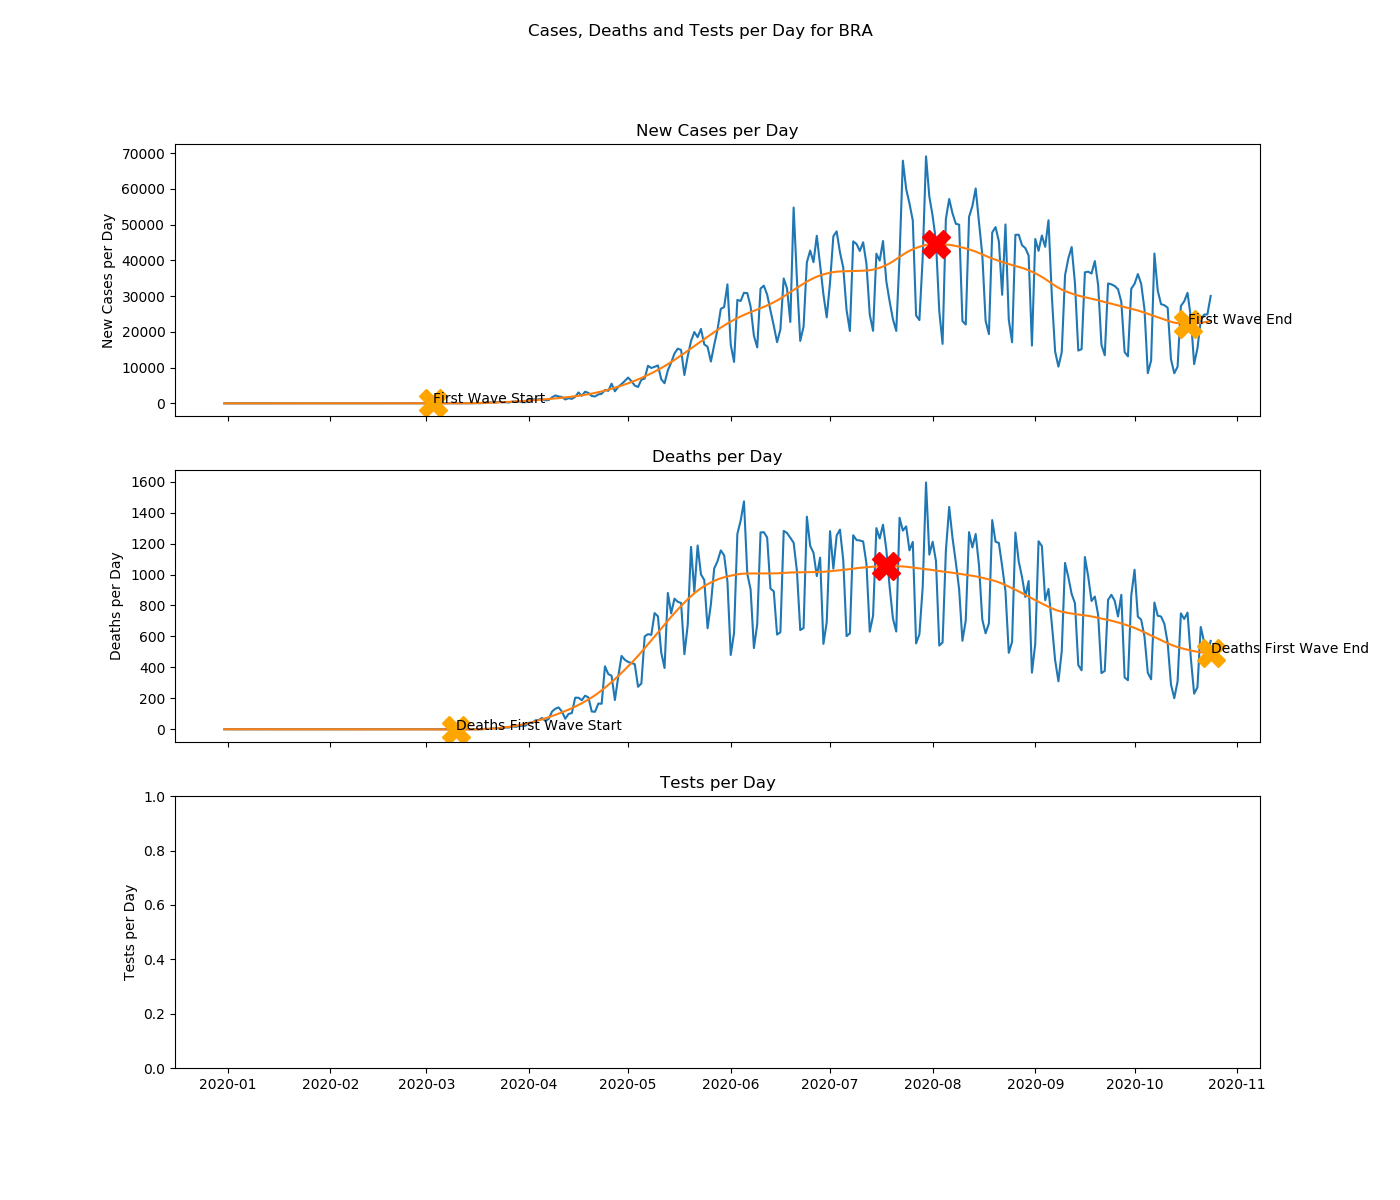 Cases, Deaths and Tests per Day for BRA
New Cases per Day
New Cases per Day
70000
60000
50000
40000
30000
20000
10000
0
First Wave Start
First Wave End
Deaths per Day
Deaths per Day
1600
1400
1200
1000
800
600
400
200
0
Deaths First Wave Start
Deaths First Wave End
Tests per Day
Tests per Day
1.0
0.8
0.6
0.4
0.2
0.0
2020-01 2020-02 2020-03 2020-04 2020-05 2020-06 2020-07 2020-08 2020-09 2020-10 2020-11